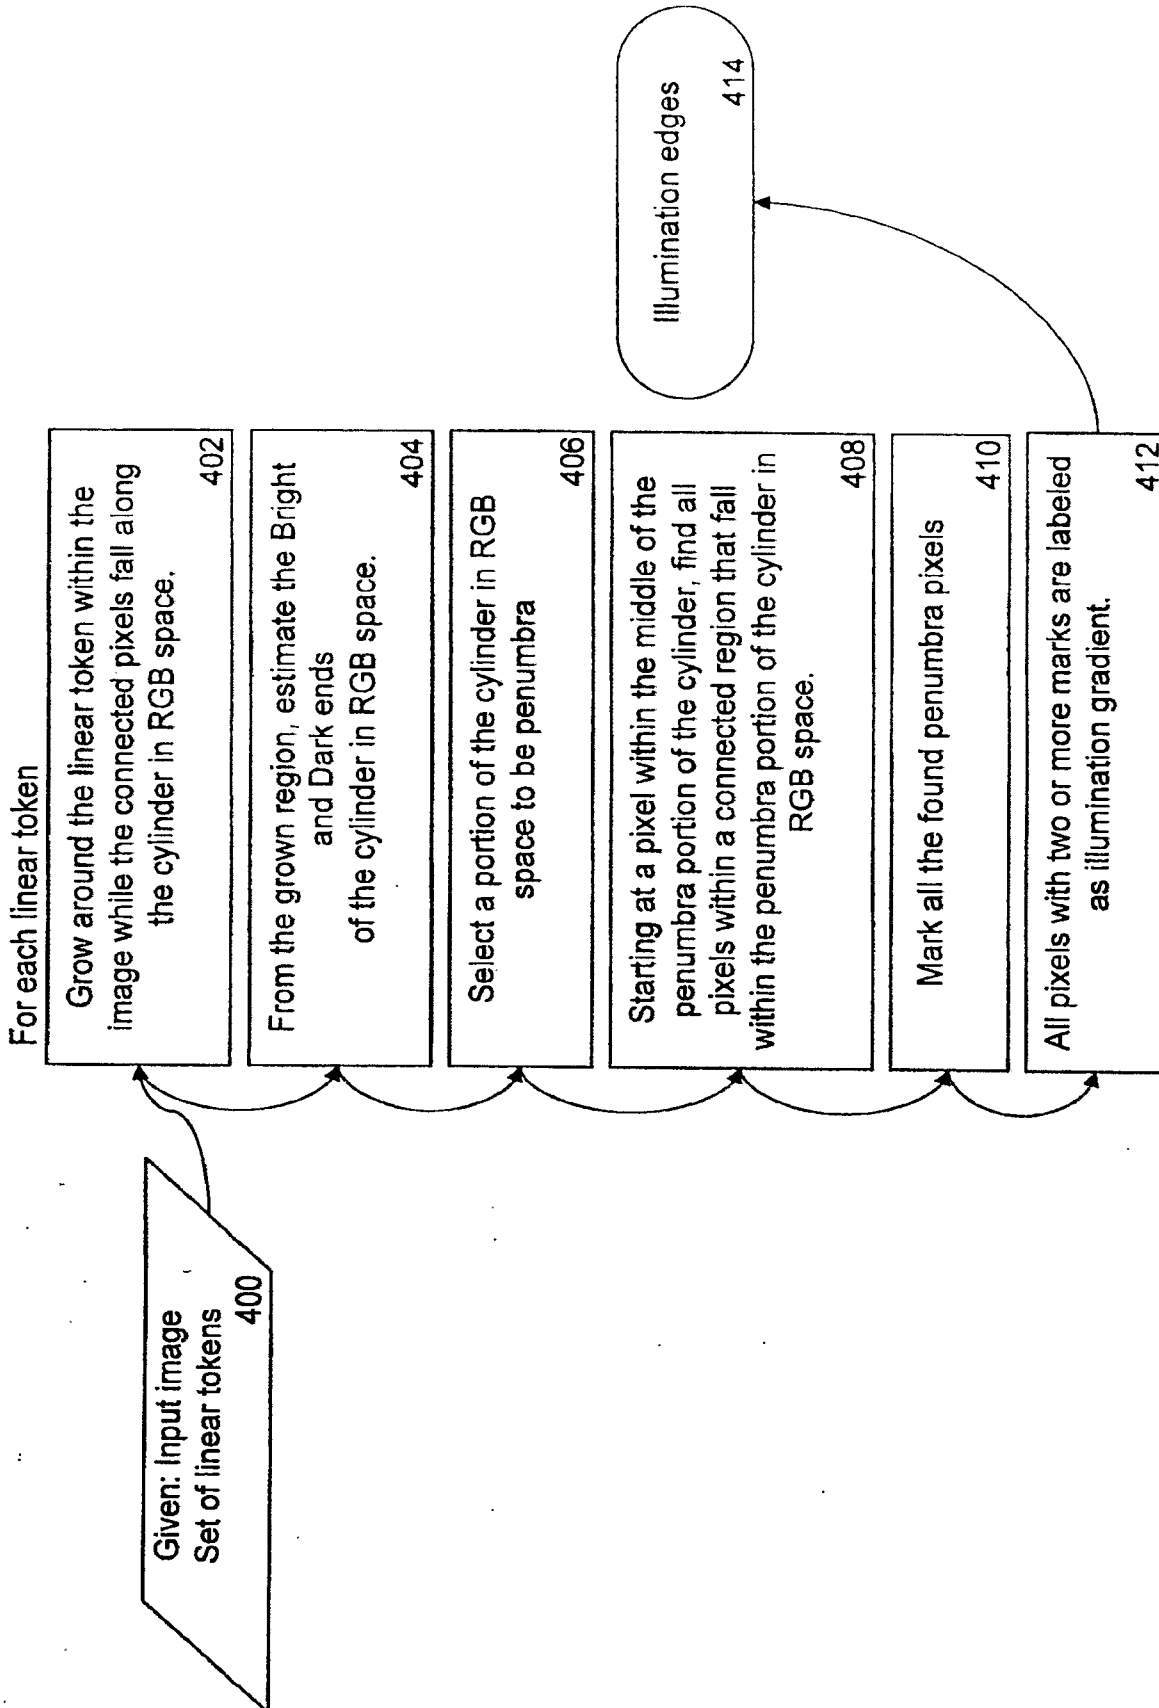 Given: Input image
Set of linear tokens
400
For each linear token
Grow around the linear token within the
image while the connected pixels fall along
the cylinder in RGB space.
402
From the grown region, estimate the Bright
and Dark ends
of the cylinder in RGB space.
404
Select a portion of the cylinder in RGB
space to be penumbra
406
Starting at a pixel within the middle of the
penumbra portion of the cylinder, find all
pixels within a connected region that fall
within the penumbra portion of the cylinder in
RGB space.
408
Mark all the found penumbra pixels
410
All pixels with two or more marks are labeled
as illumination gradient.
412
Illumination edges
414